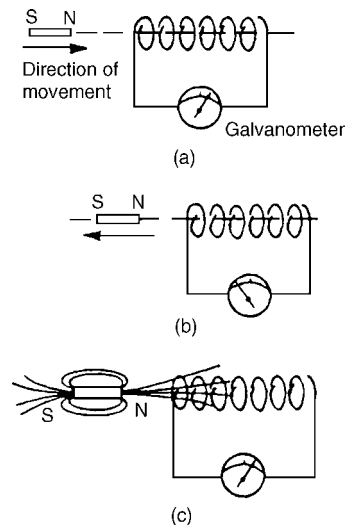 S N
Direction of
movement
Galvanometer
(a)
S N
(b)
S N
(c)